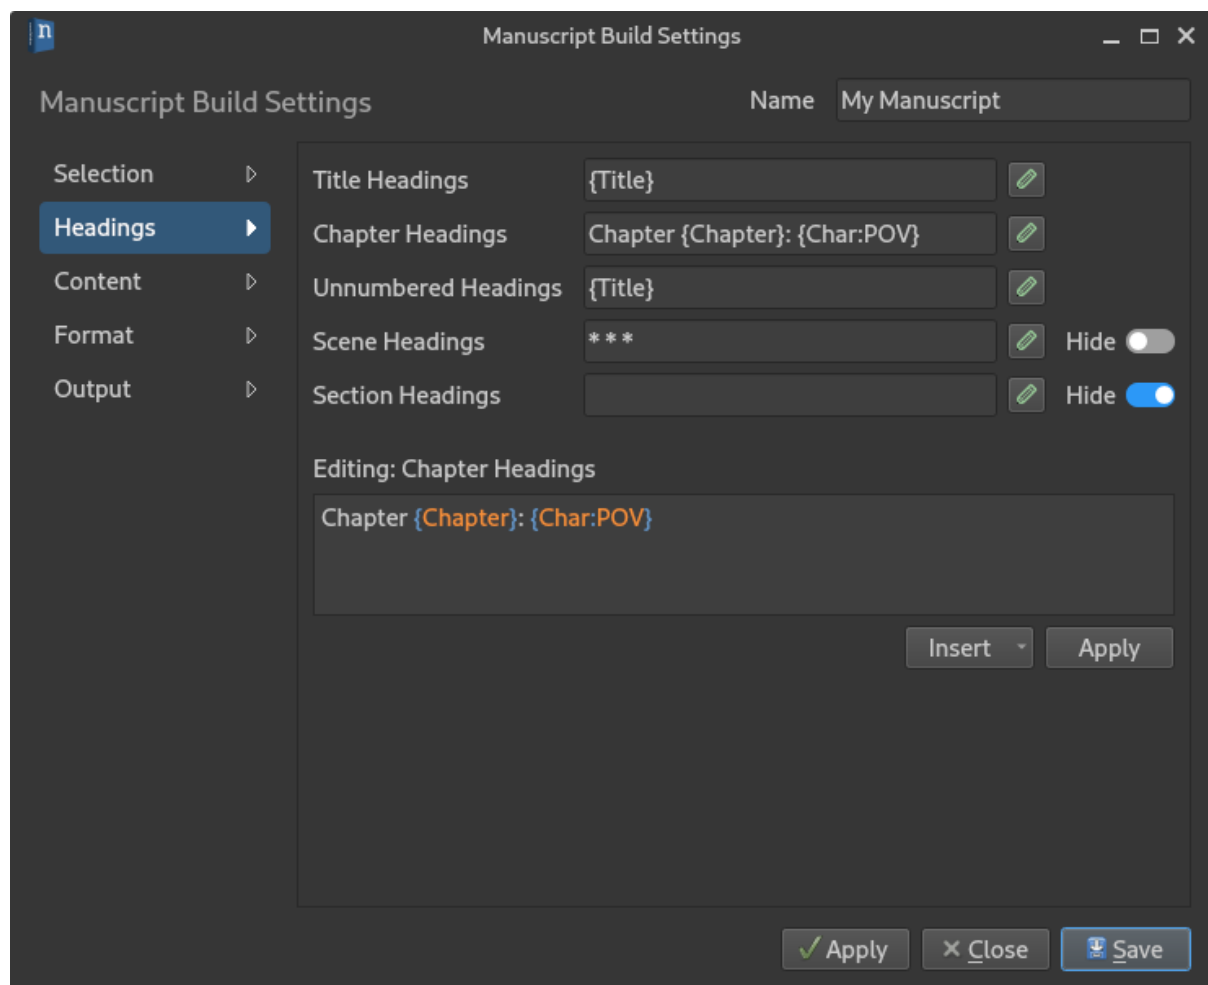 n
Manuscript Build Settings
Manuscript Build Settings
Name My Manuscript
Selection
Headings
Content
Format
Output
Title Headings {Title}
Chapter Headings Chapter {Chapter}: {Char:POV}
Unnumbered Headings {Title}
Scene Headings * * * Hide
Section Headings Hide
Editing: Chapter Headings
Chapter {Chapter}: {Char:POV}
Insert Apply
Apply Close Save